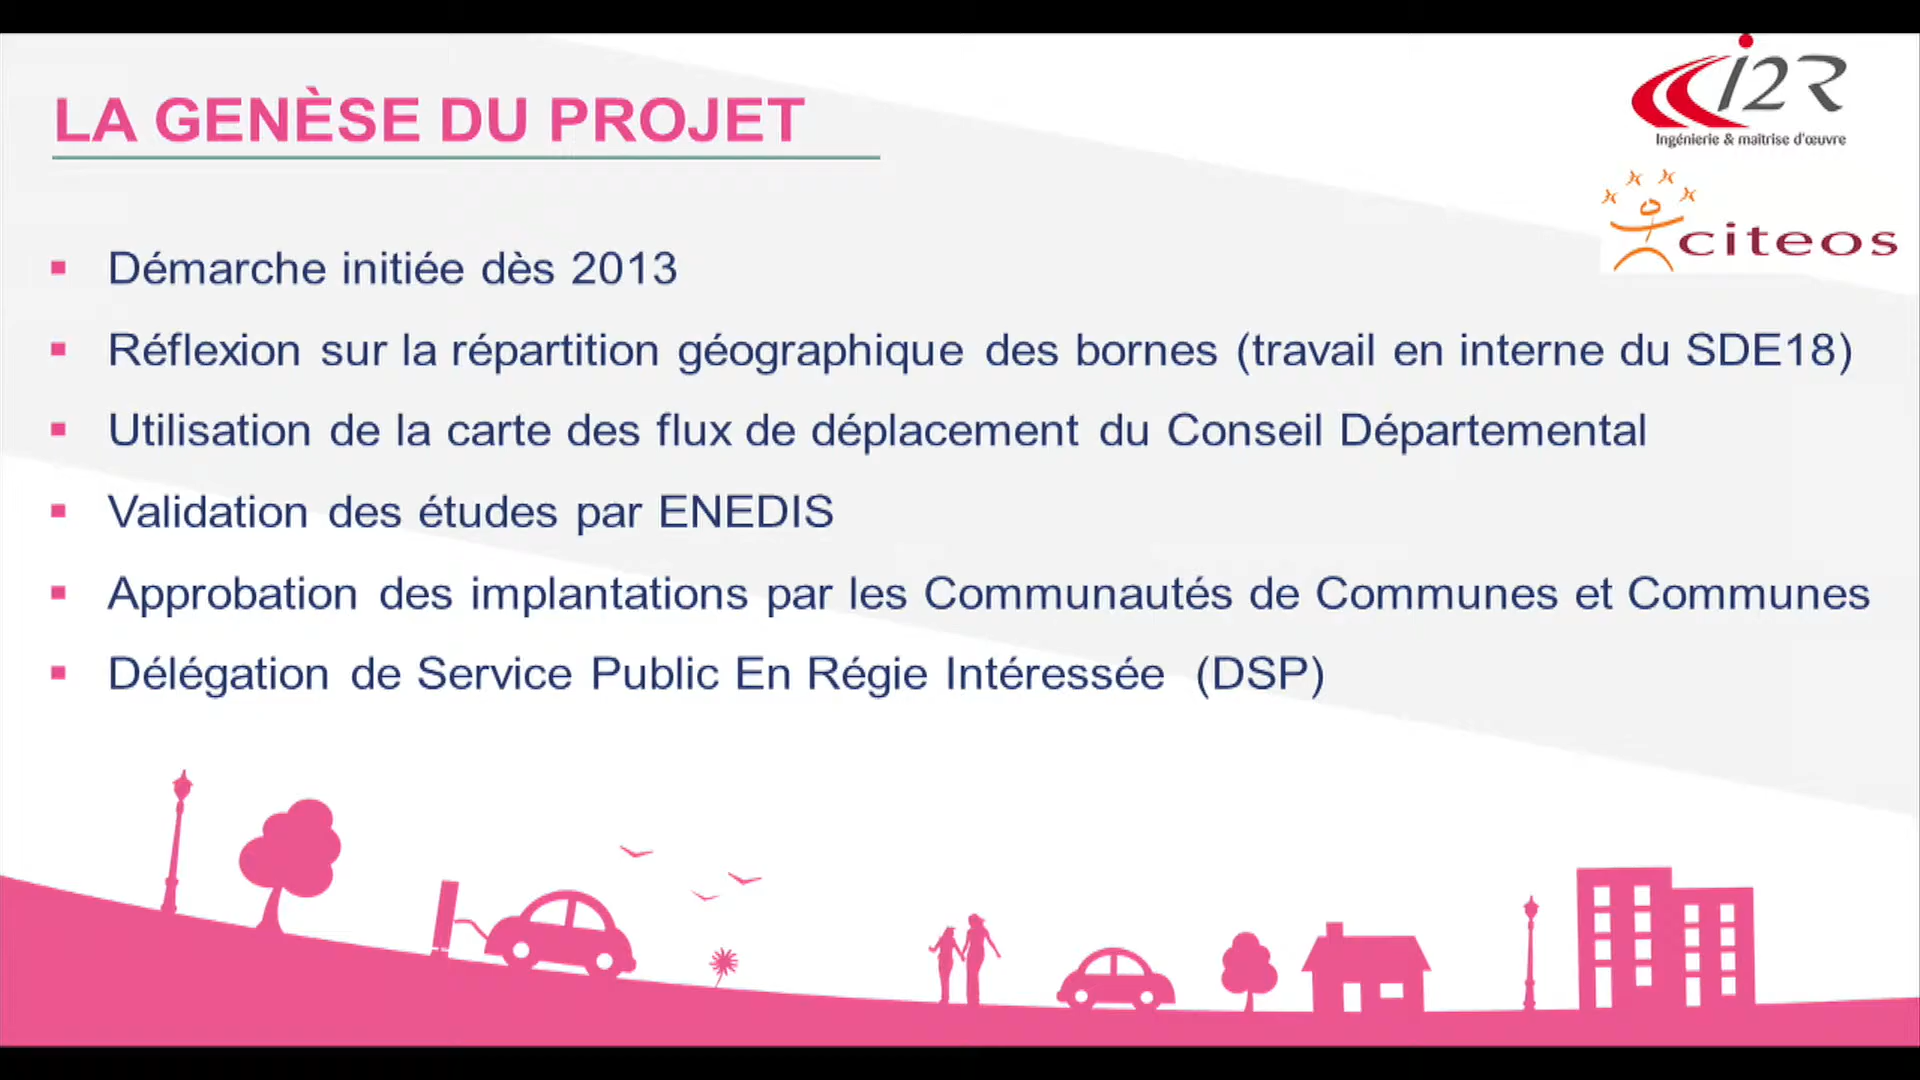 LA GENÈSE DU PROJET
i2R
Ingénierie & maîtrise d'œuvre
citeos
Démarche initiée dès 2013
Réflexion sur la répartition géographique des bornes (travail en interne du SDE18)
Utilisation de la carte des flux de déplacement du Conseil Départemental
Validation des études par ENEDIS
Approbation des implantations par les Communautés de Communes et Communes
Délégation de Service Public En Régie Intéressée (DSP)